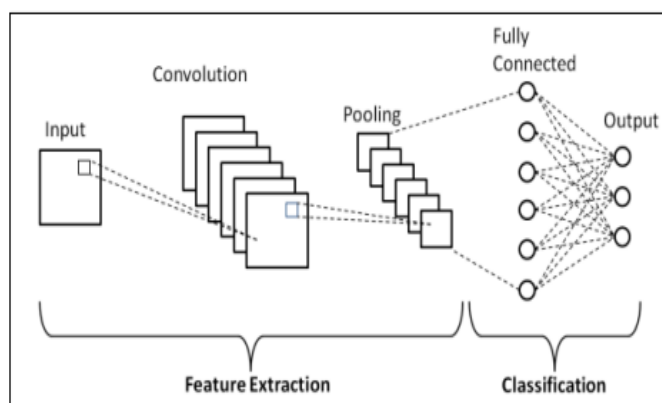 Fully
Connected
Convolution
Pooling
Input
Output
Feature Extraction
Classification